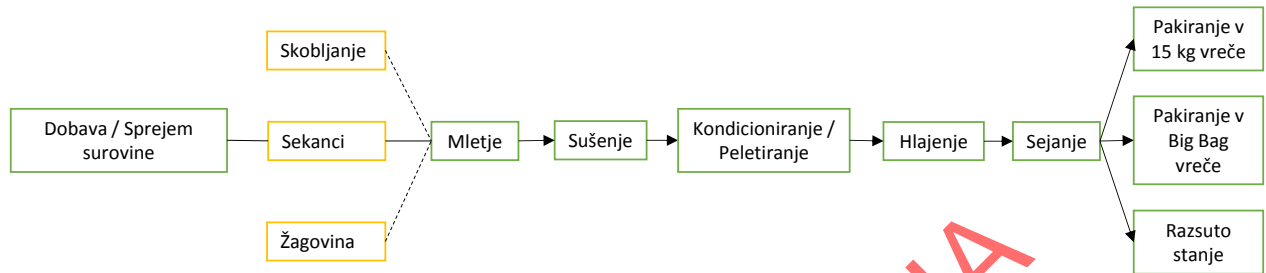 Skobljanje
Dobava / Sprejem
surovine
Sekanci
Žagovina
Mletje
Sušenje
Kondicioniranje /
Peletiranje
Hlajenje
Sejanje
Pakiranje v
15 kg vreče
Pakiranje v
Big Bag
vreče
Razsuto
stanje